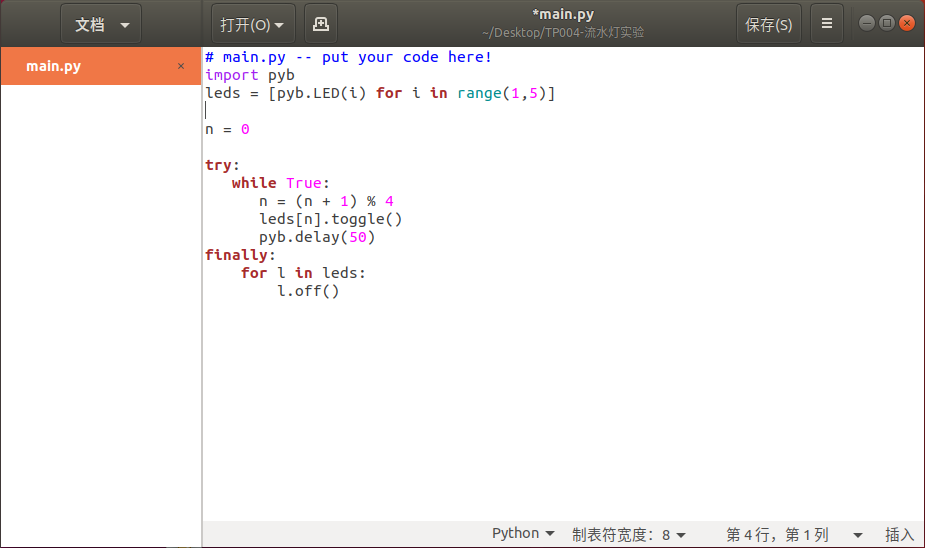 文档
打开(O)
*main.py
~/Desktop/TP004-流水灯实验
保存(S)
main.py
# main.py -- put your code here!
import pyb
leds = [pyb.LED(i) for i in range(1,5)]
n = 0
try:
   while True:
      n = (n + 1) % 4
      leds[n].toggle()
      pyb.delay(50)
finally:
    for l in leds:
        l.off()
Python
制表符宽度：8
第 4 行，第 1 列
插入